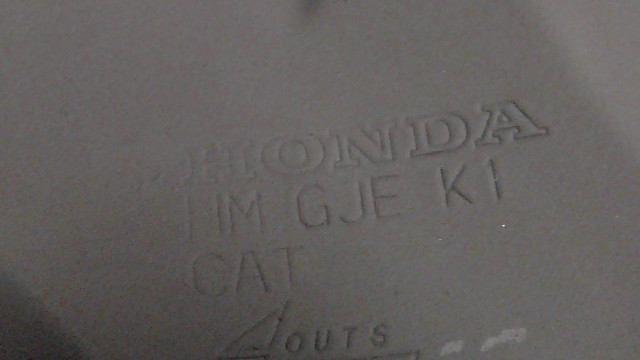 HONDA
HM GJE K1
CAT
OUTS